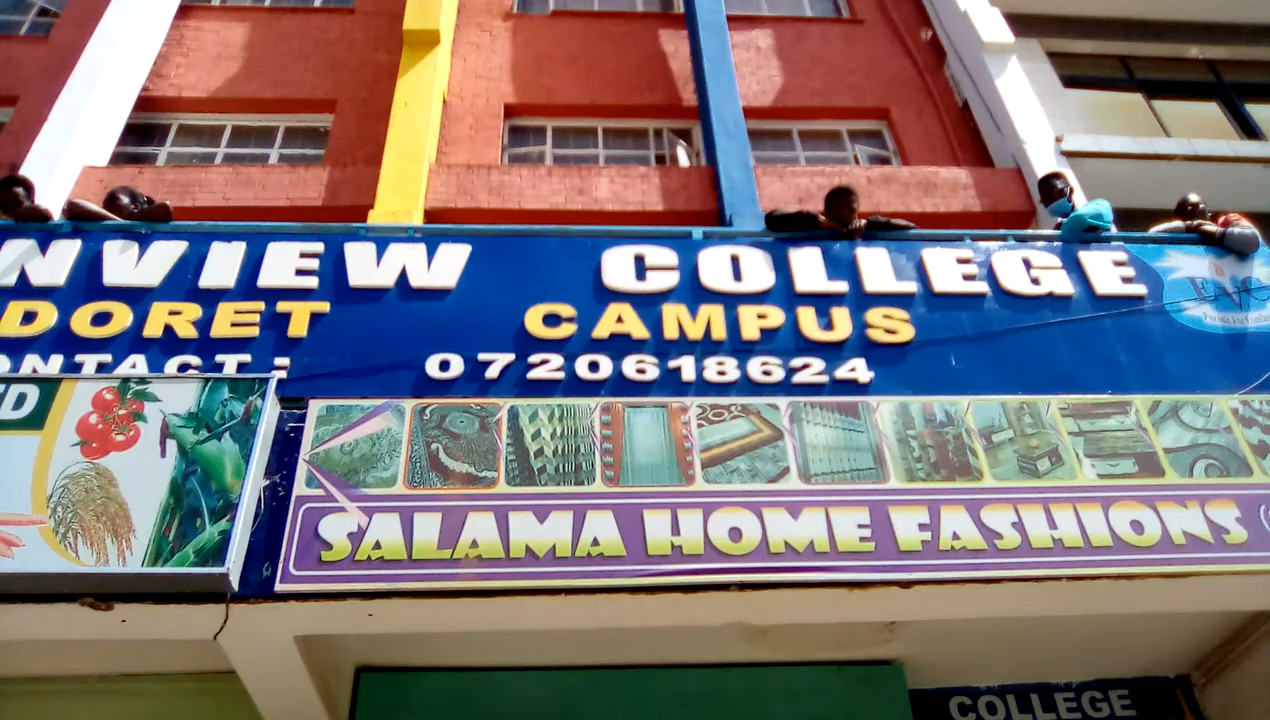 NVIEW COLLEGE
DORET CAMPUS
ONTACT: 0720618624
ED
SALAMA HOME FASHIONS
COLLEGE